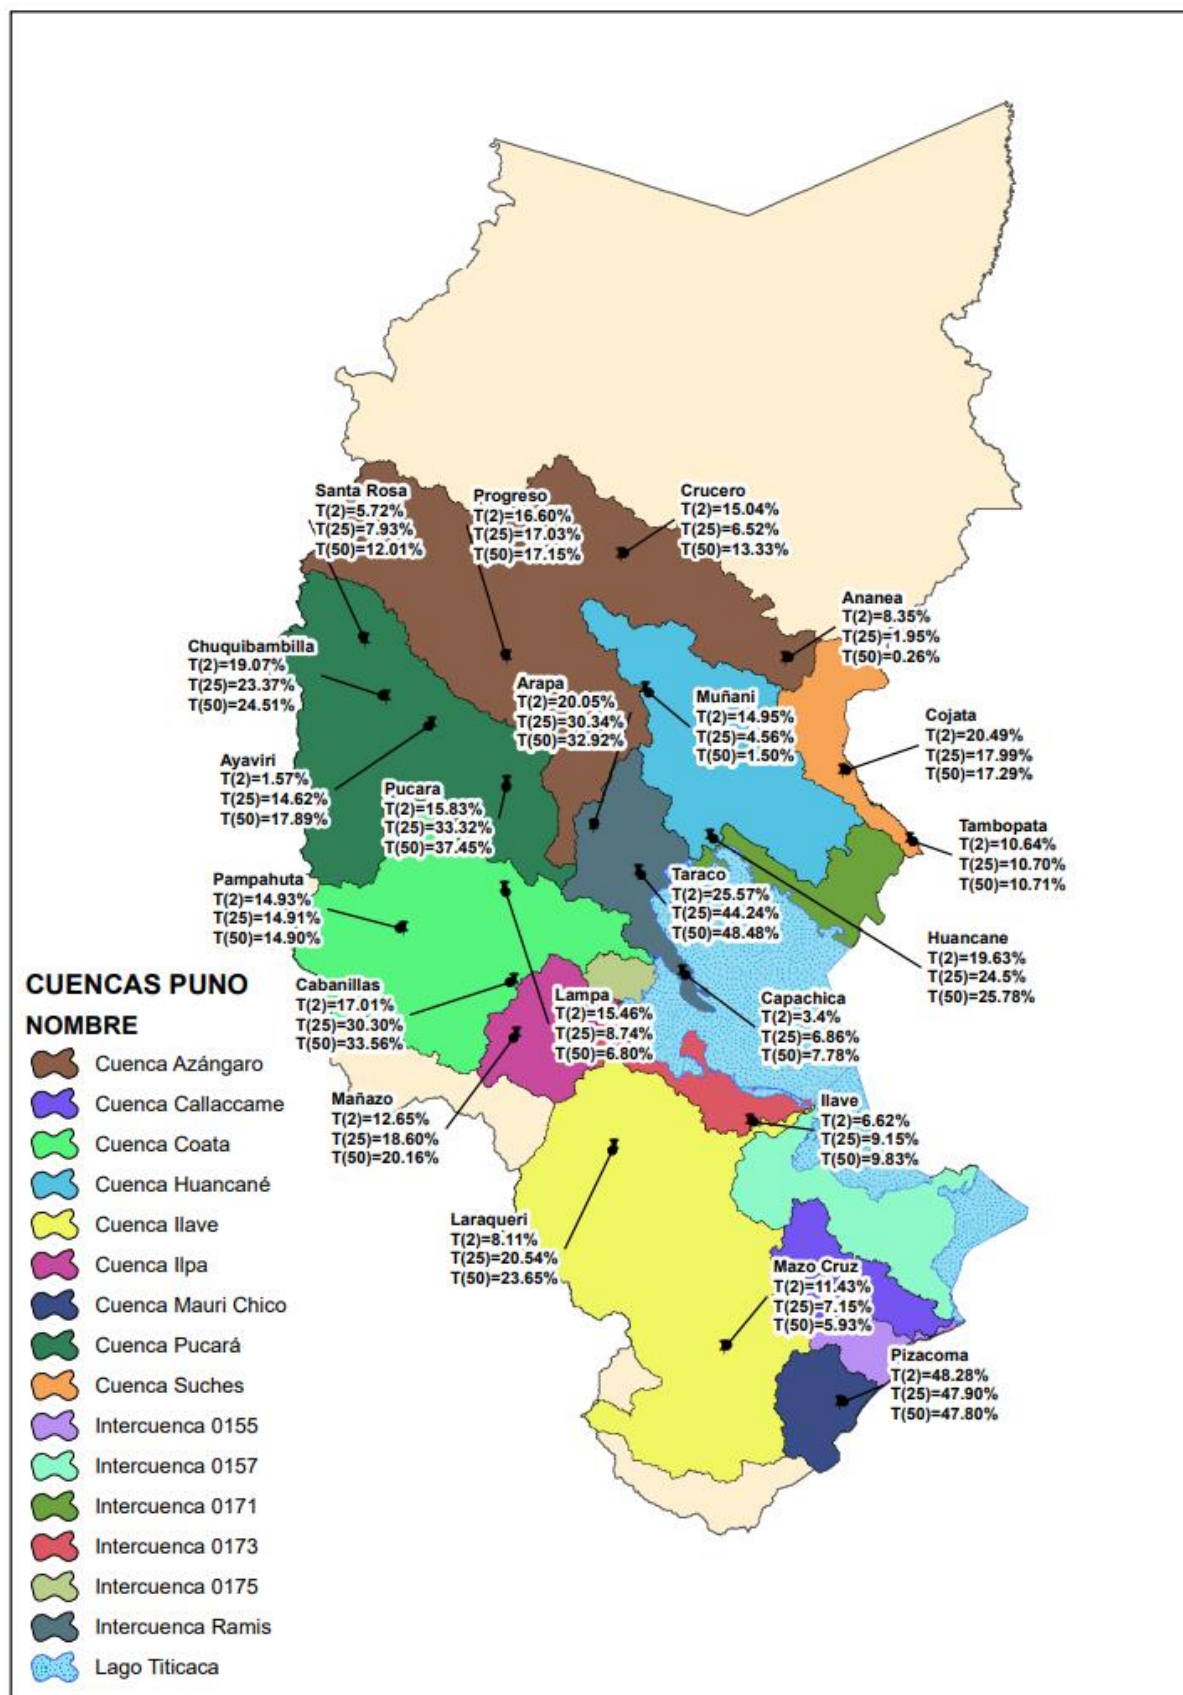 Santa Rosa
T(2)=5.72%
T(25)=7.93%
T(50)=12.01%
Progreso
T(2)=16.60%
T(25)=17.03%
T(50)=17.15%
Crucero
T(2)=15.04%
T(25)=6.52%
T(50)=13.33%
Ananea
T(2)=8.35%
T(25)=1.95%
T(50)=0.26%
Chuquibambilla
T(2)=19.07%
T(25)=23.37%
T(50)=24.51%
Arapa
T(2)=20.05%
T(25)=30.34%
T(50)=32.92%
Muñani
T(2)=14.95%
T(25)=4.56%
T(50)=1.50%
Cojata
T(2)=20.49%
T(25)=17.99%
T(50)=17.29%
Ayaviri
T(2)=1.57%
T(25)=14.62%
T(50)=17.89%
Pucara
T(2)=15.83%
T(25)=33.32%
T(50)=37.45%
Tambopata
T(2)=10.64%
T(25)=10.70%
T(50)=10.71%
Pampahuta
T(2)=14.93%
T(25)=14.91%
T(50)=14.90%
Taraco
T(2)=25.57%
T(25)=44.24%
T(50)=48.48%
Huancane
T(2)=19.63%
T(25)=24.5%
T(50)=25.78%
Cabanillas
T(2)=17.01%
T(25)=30.30%
T(50)=33.56%
Lampa
T(2)=15.46%
T(25)=8.74%
T(50)=6.80%
Capachica
T(2)=3.4%
T(25)=6.86%
T(50)=7.78%
Mañazo
T(2)=12.65%
T(25)=18.60%
T(50)=20.16%
Ilave
T(2)=6.62%
T(25)=9.15%
T(50)=9.83%
Laraqueri
T(2)=8.11%
T(25)=20.54%
T(50)=23.65%
Mazo Cruz
T(2)=11.43%
T(25)=7.15%
T(50)=5.93%
Pizacoma
T(2)=48.28%
T(25)=47.90%
T(50)=47.80%
CUENCAS PUNO
NOMBRE
Cuenca Azángaro
Cuenca Callaccame
Cuenca Coata
Cuenca Huancané
Cuenca Ilave
Cuenca Ilpa
Cuenca Mauri Chico
Cuenca Pucará
Cuenca Suches
Intercuenca 0155
Intercuenca 0157
Intercuenca 0171
Intercuenca 0173
Intercuenca 0175
Intercuenca Ramis
Lago Titicaca